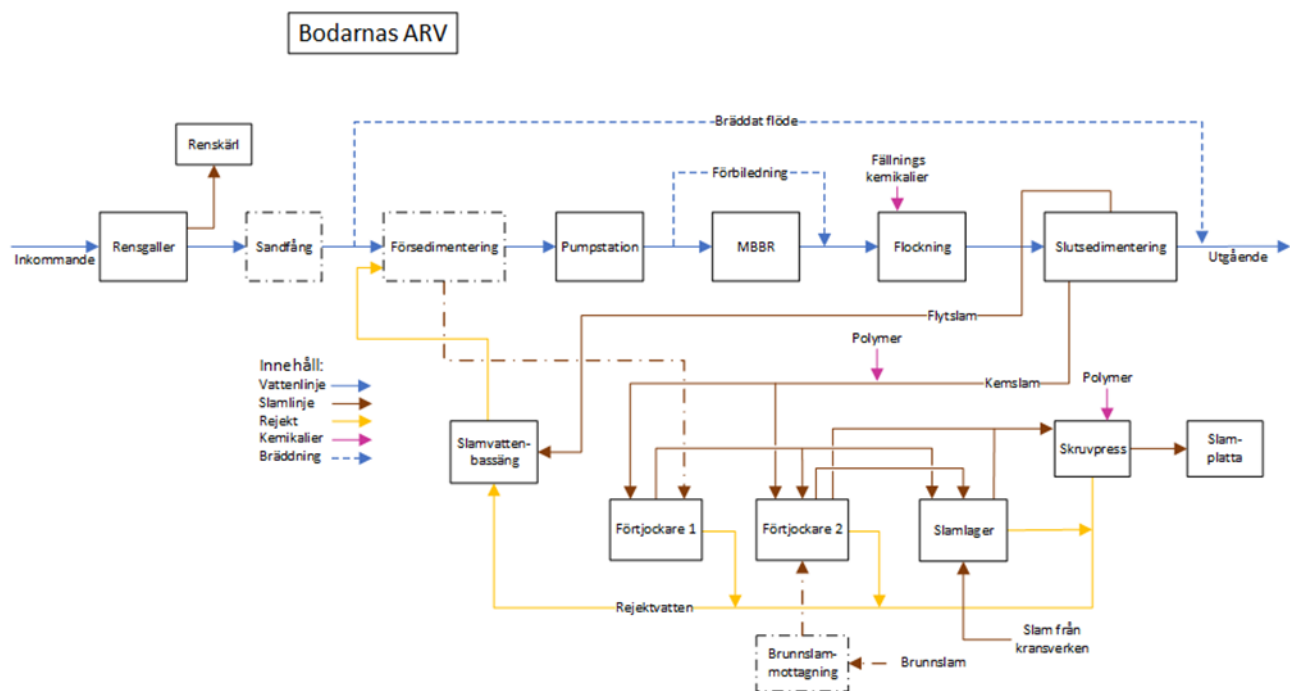 Bodarnas ARV
Bräddat flöde
Renskärl
Förbiledning
Fällnings
kemikalier
Inkommande
Rensgaller
Sandfång
Försedimentering
Pumpstation
MBBR
Flockning
Slutsedimentering
Utgående
Flytslam
Polymer
Innehåll:
Vattenlinje
Slamlinje
Rejekt
Kemikalier
Bräddning
Kemslam
Polymer
Slamvatten-
bassäng
Skruvpress
Slam-
platta
Förtjockare 1
Förtjockare 2
Slamlager
Rejektvatten
Slam från
kransverken
Brunnslam-
mottagning
Brunnslam